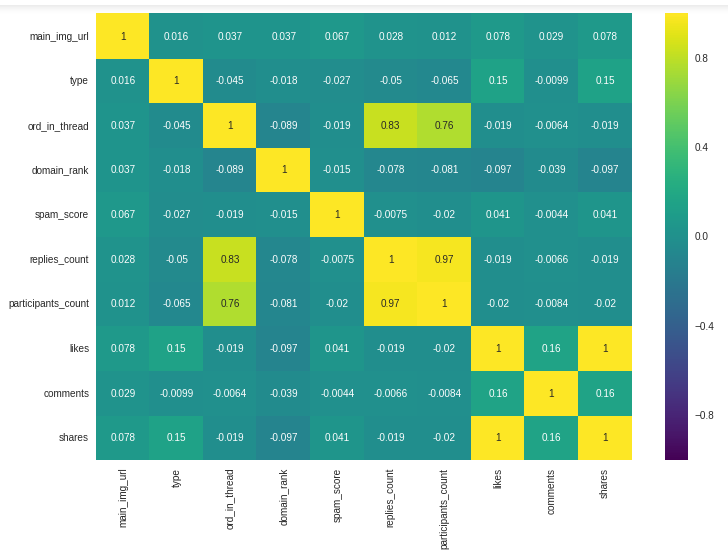 main_img_url 1 0.016 0.037 0.037 0.067 0.028 0.012 0.078 0.029 0.078
type 0.016 1 -0.045 -0.018 -0.027 -0.05 -0.065 0.15 -0.0099 0.15
ord_in_thread 0.037 -0.045 1 -0.089 -0.019 0.83 0.76 -0.019 -0.0064 -0.019
domain_rank 0.037 -0.018 -0.089 1 -0.015 -0.078 -0.081 -0.097 -0.039 -0.097
spam_score 0.067 -0.027 -0.019 -0.015 1 -0.0075 -0.02 0.041 -0.0044 0.041
replies_count 0.028 -0.05 0.83 -0.078 -0.0075 1 0.97 -0.019 -0.0066 -0.019
participants_count 0.012 -0.065 0.76 -0.081 -0.02 0.97 1 -0.02 -0.0084 -0.02
likes 0.078 0.15 -0.019 -0.097 0.041 -0.019 -0.02 1 0.16 1
comments 0.029 -0.0099 -0.0064 -0.039 -0.0044 -0.0066 -0.0084 0.16 1 0.16
shares 0.078 0.15 -0.019 -0.097 0.041 -0.019 -0.02 1 0.16 1
main_img_url type ord_in_thread domain_rank spam_score replies_count participants_count likes comments shares
0.8
0.4
0.0
−0.4
−0.8